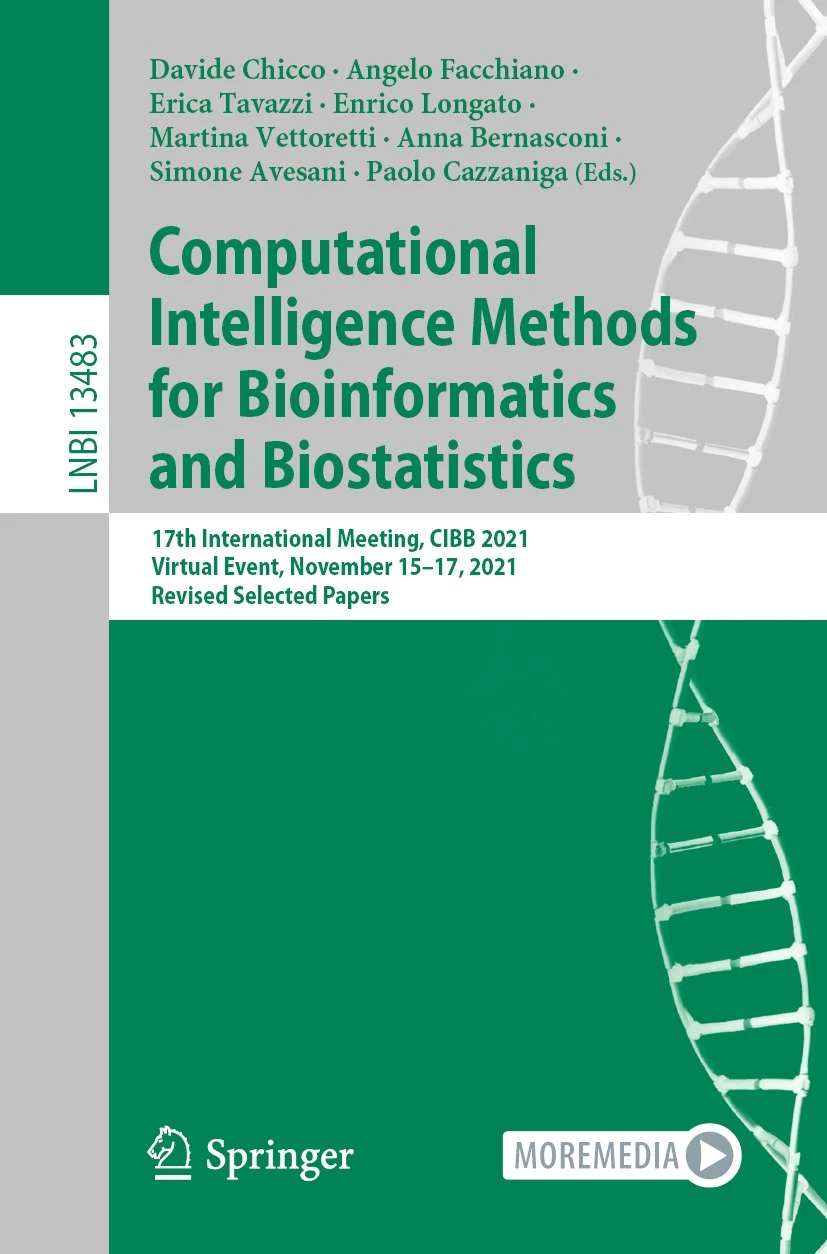 Davide Chicco · Angelo Facchiano ·
Erica Tavazzi · Enrico Longato ·
Martina Vettoretti · Anna Bernasconi ·
Simone Avesani · Paolo Cazzaniga (Eds.)
Computational
Intelligence Methods
for Bioinformatics
and Biostatistics
LNBI 13483
17th International Meeting, CIBB 2021
Virtual Event, November 15–17, 2021
Revised Selected Papers
Springer
MOREMEDIA